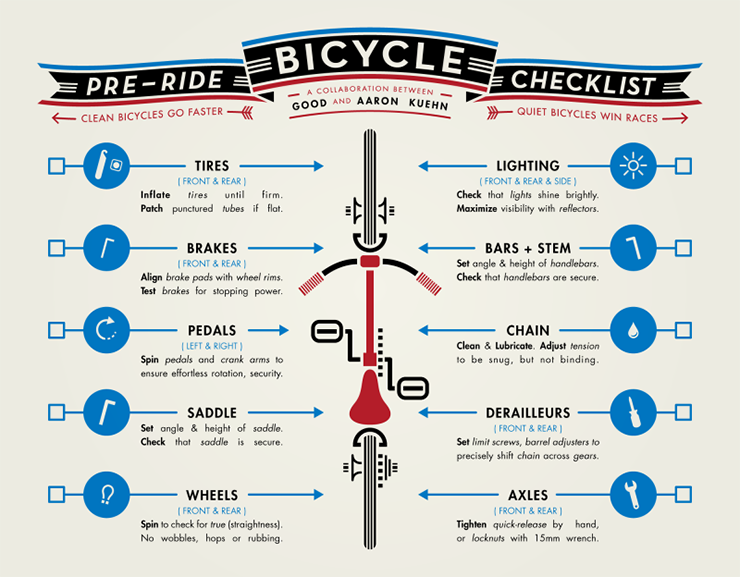 PRE-RIDE BICYCLE CHECKLIST
A COLLABORATION BETWEEN
GOOD AND AARON KUEHN
CLEAN BICYCLES GO FASTER
QUIET BICYCLES WIN RACES
TIRES
( FRONT & REAR )
Inflate tires until firm.
Patch punctured tubes if flat.
BRAKES
( FRONT & REAR )
Align brake pads with wheel rims.
Test brakes for stopping power.
PEDALS
( LEFT & RIGHT )
Spin pedals and crank arms to
ensure effortless rotation, security.
SADDLE
Set angle & height of saddle.
Check that saddle is secure.
WHEELS
( FRONT & REAR )
Spin to check for true (straightness).
No wobbles, hops or rubbing.
LIGHTING
( FRONT & REAR & SIDE )
Check that lights shine brightly.
Maximize visibility with reflectors.
BARS + STEM
Set angle & height of handlebars.
Check that handlebars are secure.
CHAIN
Clean & Lubricate. Adjust tension
to be snug, but not binding.
DERAILLEURS
( FRONT & REAR )
Set limit screws, barrel adjusters to
precisely shift chain across gears.
AXLES
( FRONT & REAR )
Tighten quick-release by hand,
or locknuts with 15mm wrench.